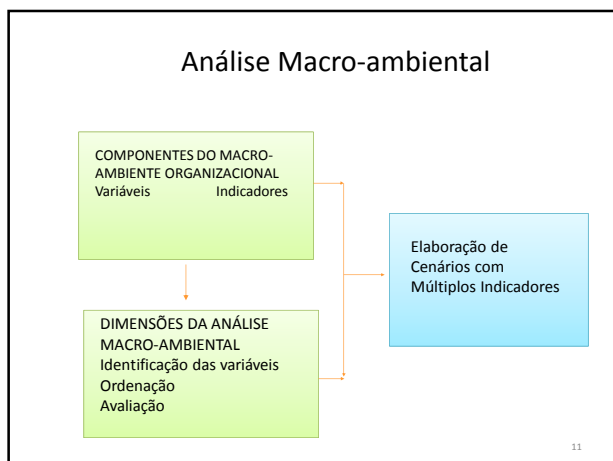 Análise Macro-ambiental
COMPONENTES DO MACRO-
AMBIENTE ORGANIZACIONAL
Variáveis Indicadores
DIMENSÕES DA ANÁLISE
MACRO-AMBIENTAL
Identificação das variáveis
Ordenação
Avaliação
Elaboração de
Cenários com
Múltiplos Indicadores
11